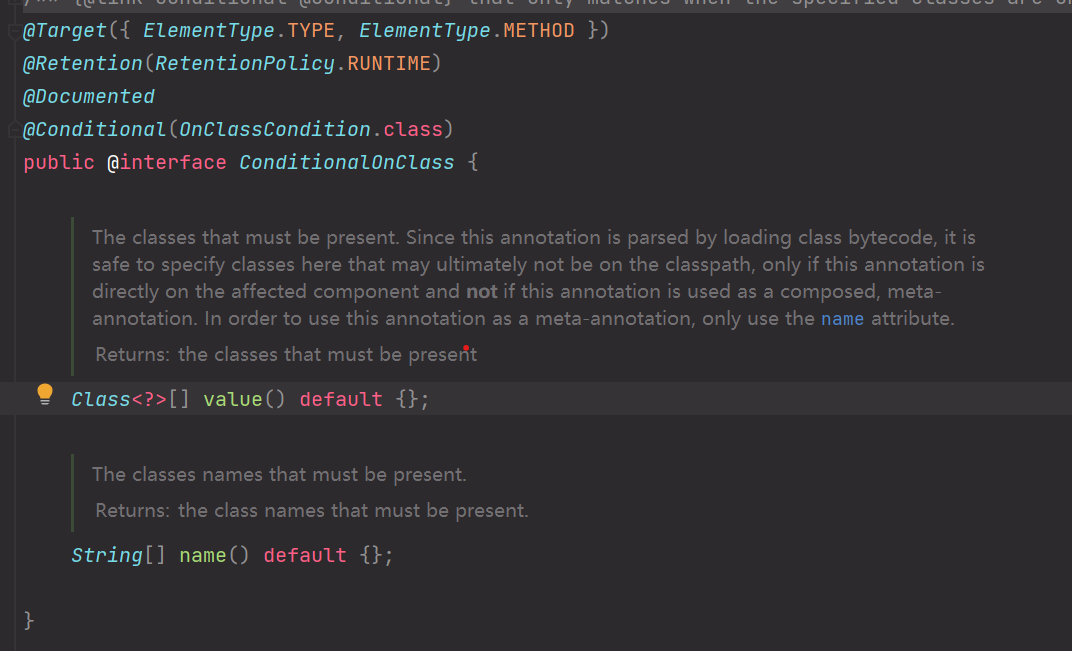 /** {@link Conditional @Conditional} that only matches when the specified classes are on
@Target({ ElementType.TYPE, ElementType.METHOD })
@Retention(RetentionPolicy.RUNTIME)
@Documented
@Conditional(OnClassCondition.class)
public @interface ConditionalOnClass {
The classes that must be present. Since this annotation is parsed by loading class bytecode, it is
safe to specify classes here that may ultimately not be on the classpath, only if this annotation is
directly on the affected component and not if this annotation is used as a composed, meta-
annotation. In order to use this annotation as a meta-annotation, only use the name attribute.
Returns: the classes that must be present
Class<?>[] value() default {};
The classes names that must be present.
Returns: the class names that must be present.
String[] name() default {};
}